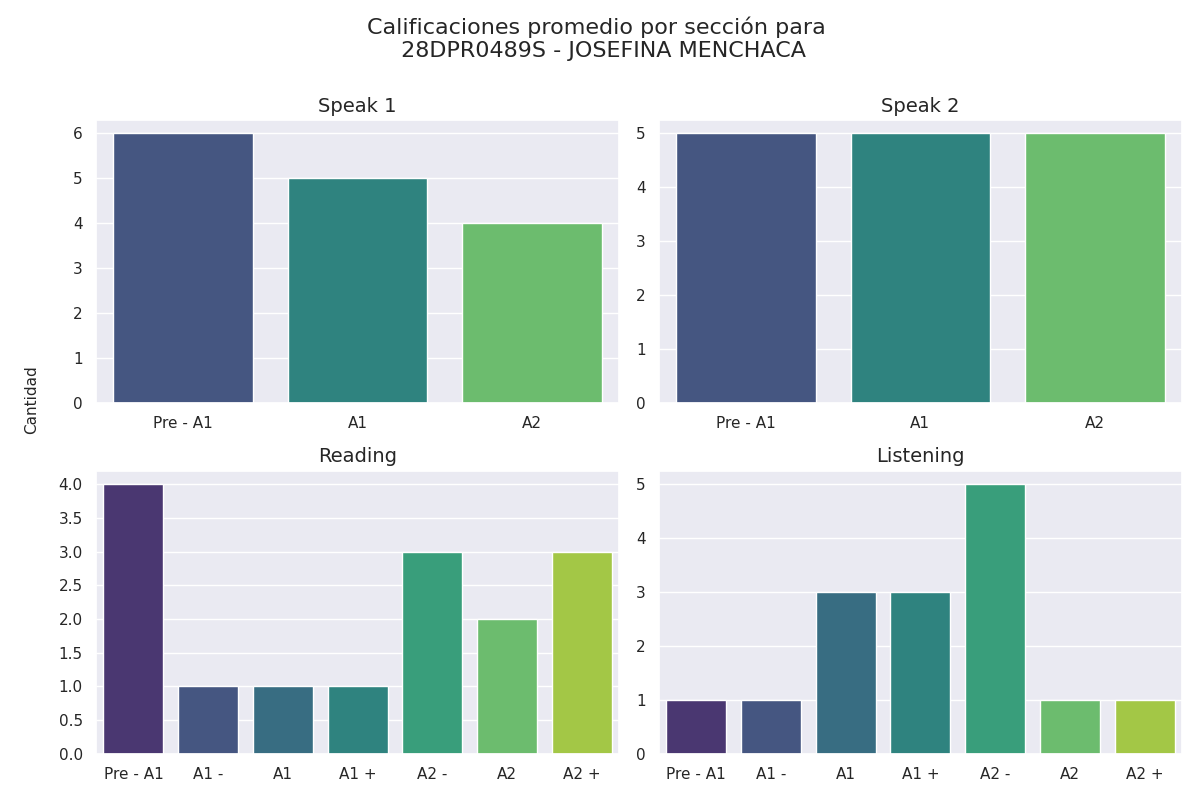 Calificaciones promedio por sección para
28DPR0489S - JOSEFINA MENCHACA
Speak 1
6
5
4
3
2
1
0
Pre - A1 A1 A2
Speak 2
5
4
3
2
1
0
Pre - A1 A1 A2
Cantidad
Reading
4.0
3.5
3.0
2.5
2.0
1.5
1.0
0.5
0.0
Pre - A1 A1 - A1 A1 + A2 - A2 A2 +
Listening
5
4
3
2
1
0
Pre - A1 A1 - A1 A1 + A2 - A2 A2 +